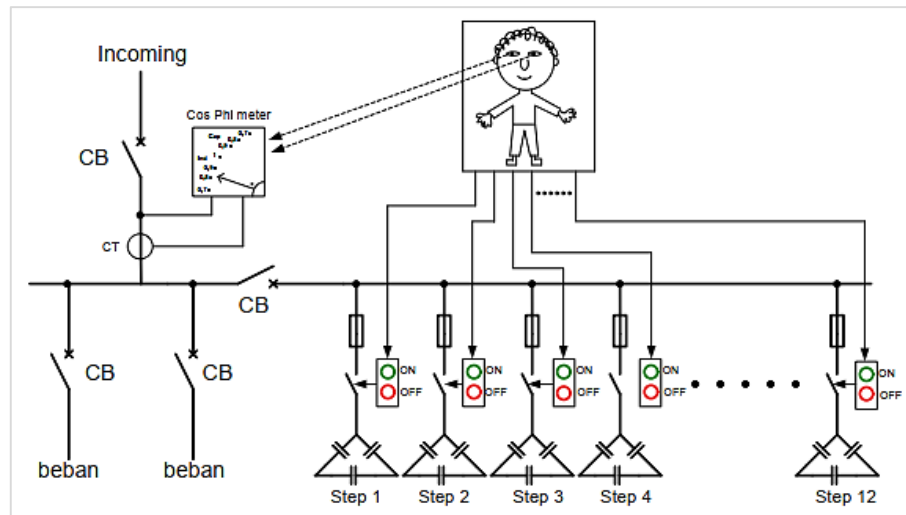 Incoming
Cos Phi meter
CB
CT
CB
CB
CB
beban
beban
ON
OFF
ON
OFF
ON
OFF
ON
OFF
ON
OFF
Step 1
Step 2
Step 3
Step 4
Step 12